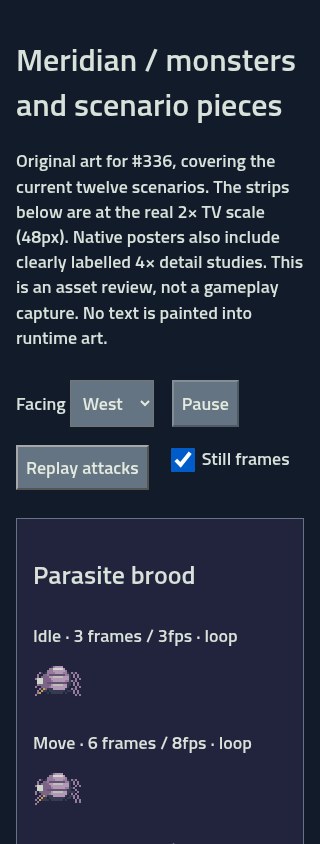 Meridian / monsters
and scenario pieces
Original art for #336, covering the
current twelve scenarios. The strips
below are at the real 2× TV scale
(48px). Native posters also include
clearly labelled 4× detail studies. This
is an asset review, not a gameplay
capture. No text is painted into
runtime art.
Facing West Pause
Replay attacks Still frames
Parasite brood
Idle · 3 frames / 3fps · loop
Move · 6 frames / 8fps · loop